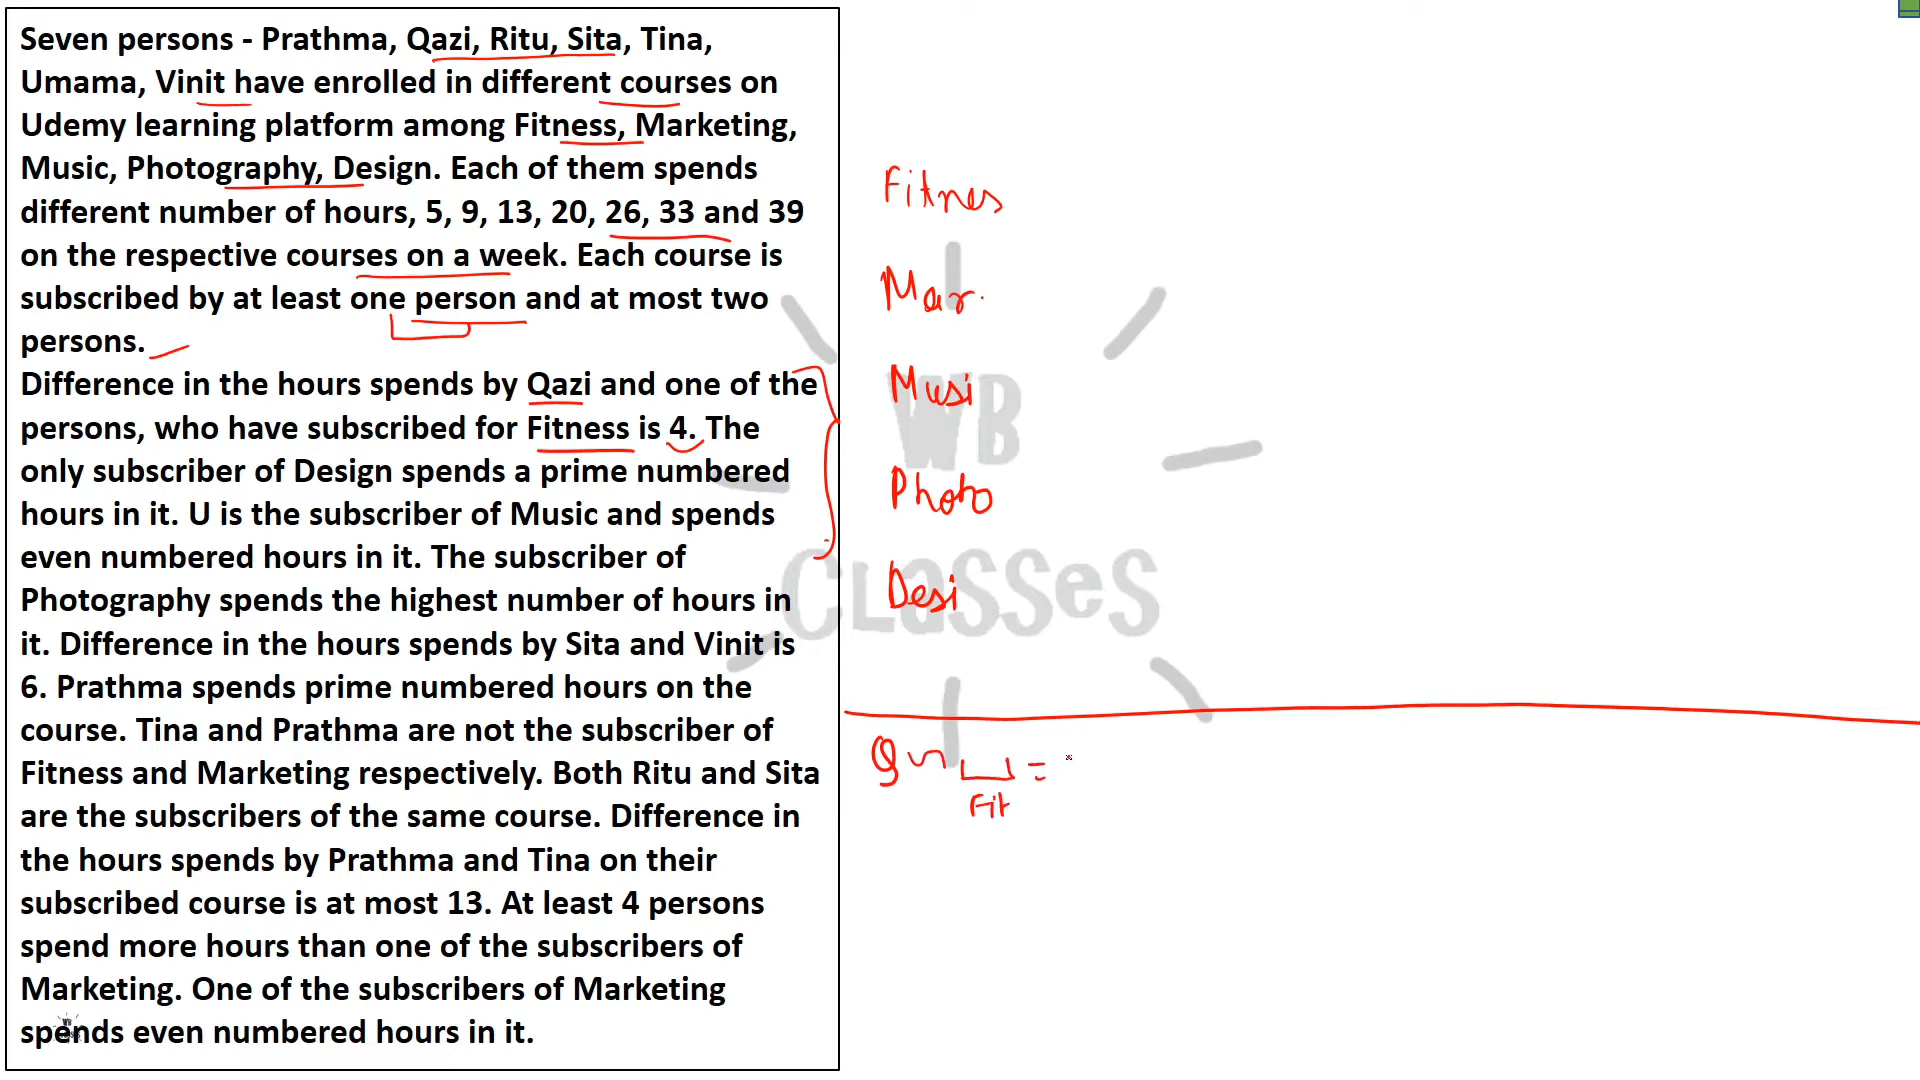 Seven persons - Prathma, Qazi, Ritu, Sita, Tina,
Umama, Vinit have enrolled in different courses on
Udemy learning platform among Fitness, Marketing,
Music, Photography, Design. Each of them spends
different number of hours, 5, 9, 13, 20, 26, 33 and 39
on the respective courses on a week. Each course is
subscribed by at least one person and at most two
persons.
Difference in the hours spends by Qazi and one of the
persons, who have subscribed for Fitness is 4. The
only subscriber of Design spends a prime numbered
hours in it. U is the subscriber of Music and spends
even numbered hours in it. The subscriber of
Photography spends the highest number of hours in
it. Difference in the hours spends by Sita and Vinit is
6. Prathma spends prime numbered hours on the
course. Tina and Prathma are not the subscriber of
Fitness and Marketing respectively. Both Ritu and Sita
are the subscribers of the same course. Difference in
the hours spends by Prathma and Tina on their
subscribed course is at most 13. At least 4 persons
spend more hours than one of the subscribers of
Marketing. One of the subscribers of Marketing
spends even numbered hours in it.
Fitnes
Mar.
Musi
Photo
Desi
Q =
Fit
WB
CLASSES